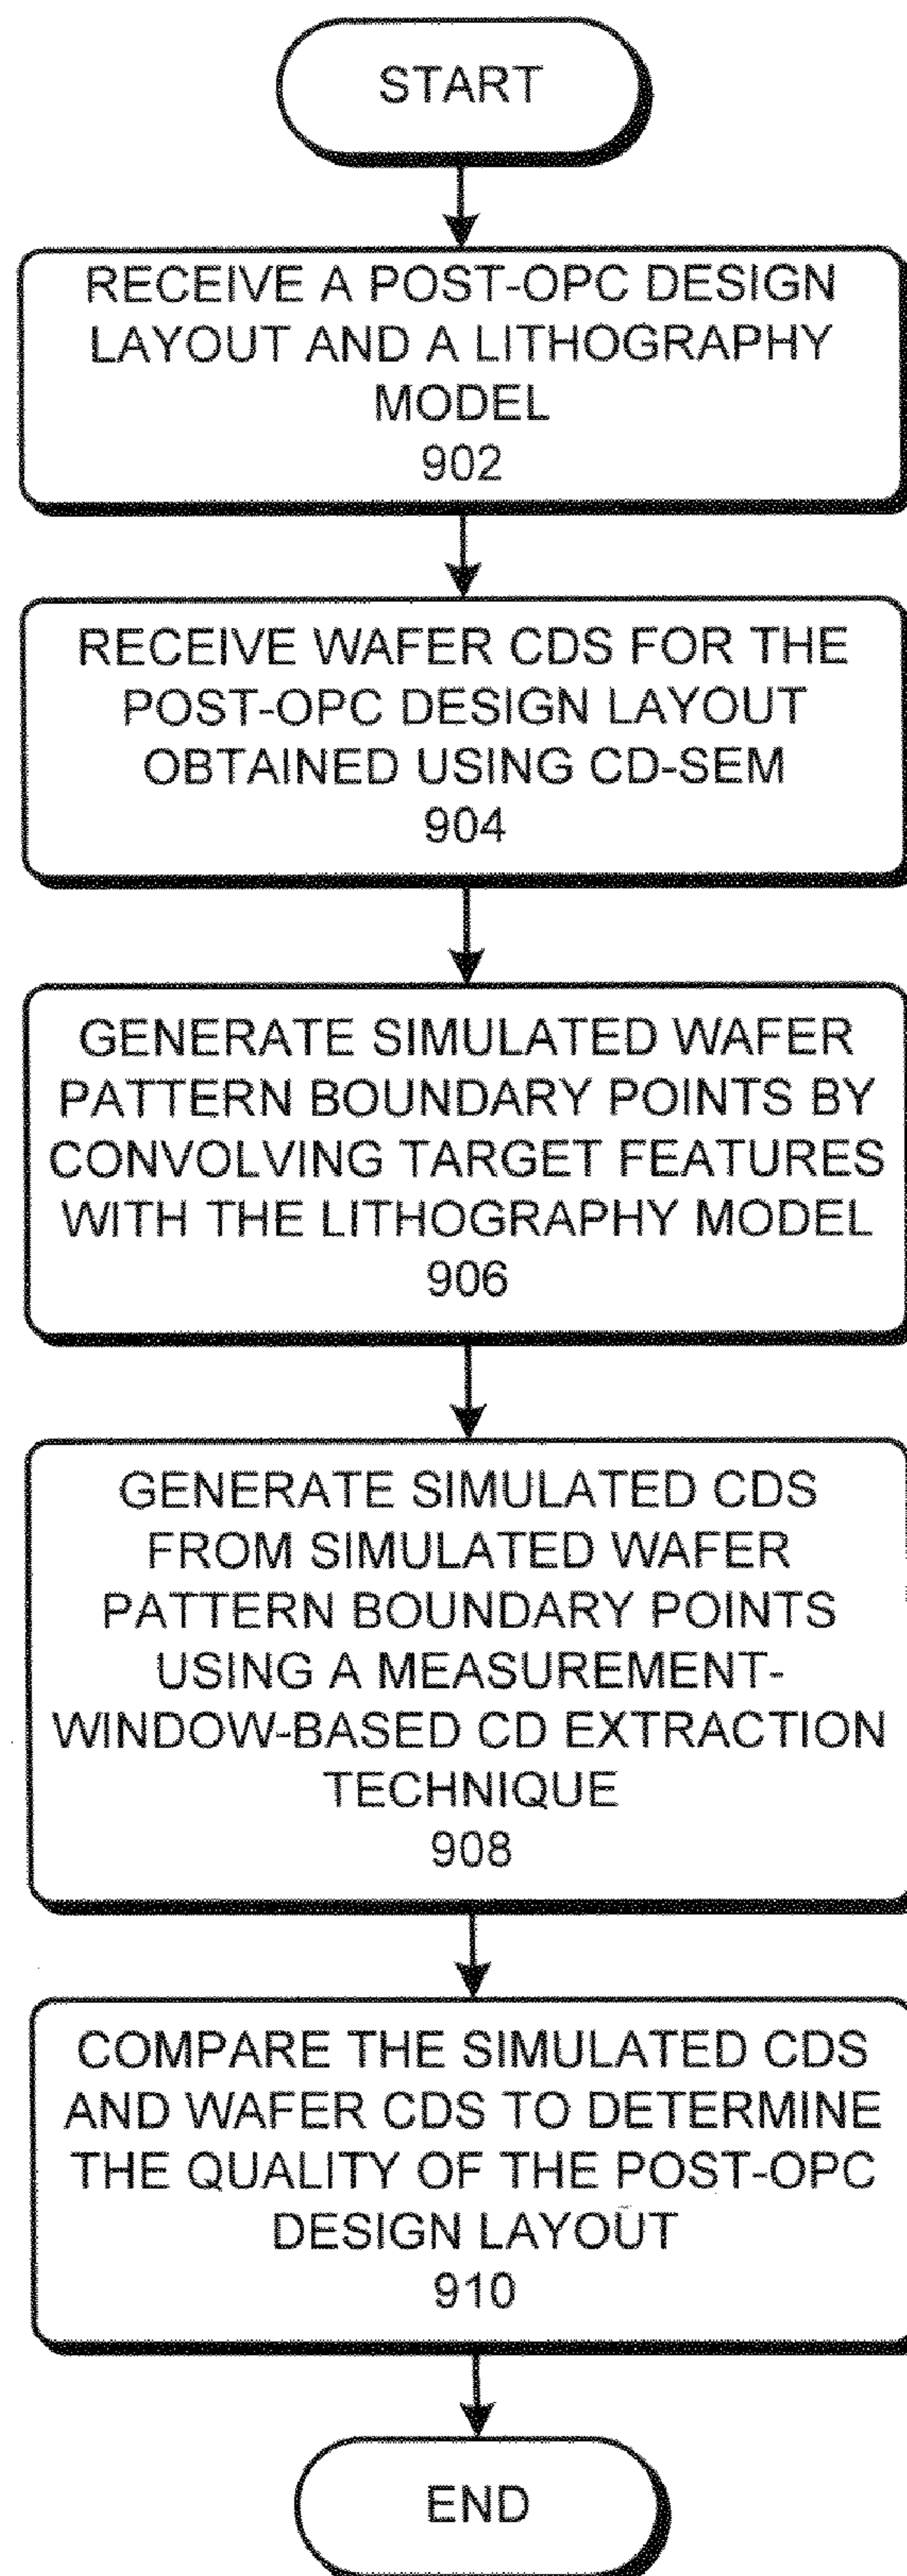 START
RECEIVE A POST-OPC DESIGN
LAYOUT AND A LITHOGRAPHY
MODEL
902
RECEIVE WAFER CDS FOR THE
POST-OPC DESIGN LAYOUT
OBTAINED USING CD-SEM
904
GENERATE SIMULATED WAFER
PATTERN BOUNDARY POINTS BY
CONVOLVING TARGET FEATURES
WITH THE LITHOGRAPHY MODEL
906
GENERATE SIMULATED CDS
FROM SIMULATED WAFER
PATTERN BOUNDARY POINTS
USING A MEASUREMENT-
WINDOW-BASED CD EXTRACTION
TECHNIQUE
908
COMPARE THE SIMULATED CDS
AND WAFER CDS TO DETERMINE
THE QUALITY OF THE POST-OPC
DESIGN LAYOUT
910
END